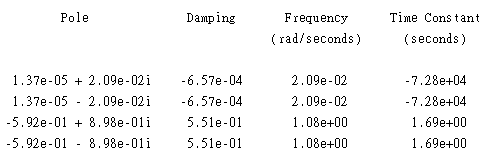 Pole Damping Frequency Time Constant
(rad/seconds) (seconds)
1.37e-05 + 2.09e-02i -6.57e-04 2.09e-02 -7.28e+04
1.37e-05 - 2.09e-02i -6.57e-04 2.09e-02 -7.28e+04
-5.92e-01 + 8.98e-01i 5.51e-01 1.08e+00 1.69e+00
-5.92e-01 - 8.98e-01i 5.51e-01 1.08e+00 1.69e+00